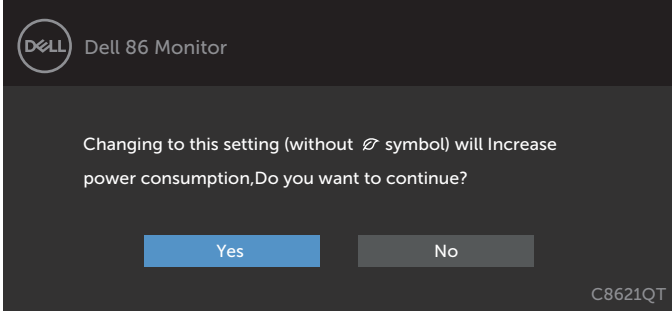 DELL
Dell 86 Monitor
Changing to this setting (without symbol) will Increase
power consumption,Do you want to continue?
Yes
No
C8621QT